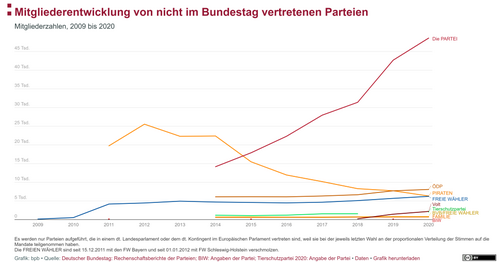 Mitgliederentwicklung von nicht im Bundestag vertretenen Parteien
Mitgliederzahlen, 2009 bis 2020
45 Tsd.
40 Tsd.
35 Tsd.
30 Tsd.
25 Tsd.
20 Tsd.
15 Tsd.
10 Tsd.
5 Tsd.
0
Die PARTEI
ÖDP
PIRATEN
FREIE WÄHLER
Volt
Tierschutzpartei
FAMILIE
BIW
2009 2010 2011 2012 2013 2014 2015 2016 2017 2018 2019 2020
Es werden nur Parteien aufgeführt, die in einem dt. Landesparlament oder dem dt. Kontingent im Europäischen Parlament vertreten sind, weil sie bei der jeweils letzten Wahl an der proportionalen Verteilung der Stimmen auf die
Mandate teilgenommen haben.
Die FREIEN WÄHLER sind seit 15.12.2011 mit den FW Bayern und seit 01.01.2012 mit FW Schleswig-Holstein verschmolzen.
Grafik: bpb • Quelle: Deutscher Bundestag: Rechenschaftsberichte der Parteien; BIW: Angaben der Partei; Tierschutzpartei 2020: Angabe der Partei • Daten • Grafik herunterladen